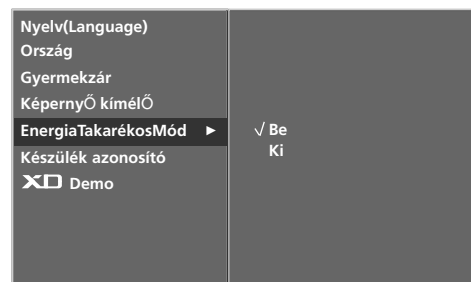 Nyelv(Language)
Ország
Gyermekzár
KépernyŐ kímélŐ
EnergiaTakarékosMód ►
√ Be
Ki
Készülék azonosító
XD Demo